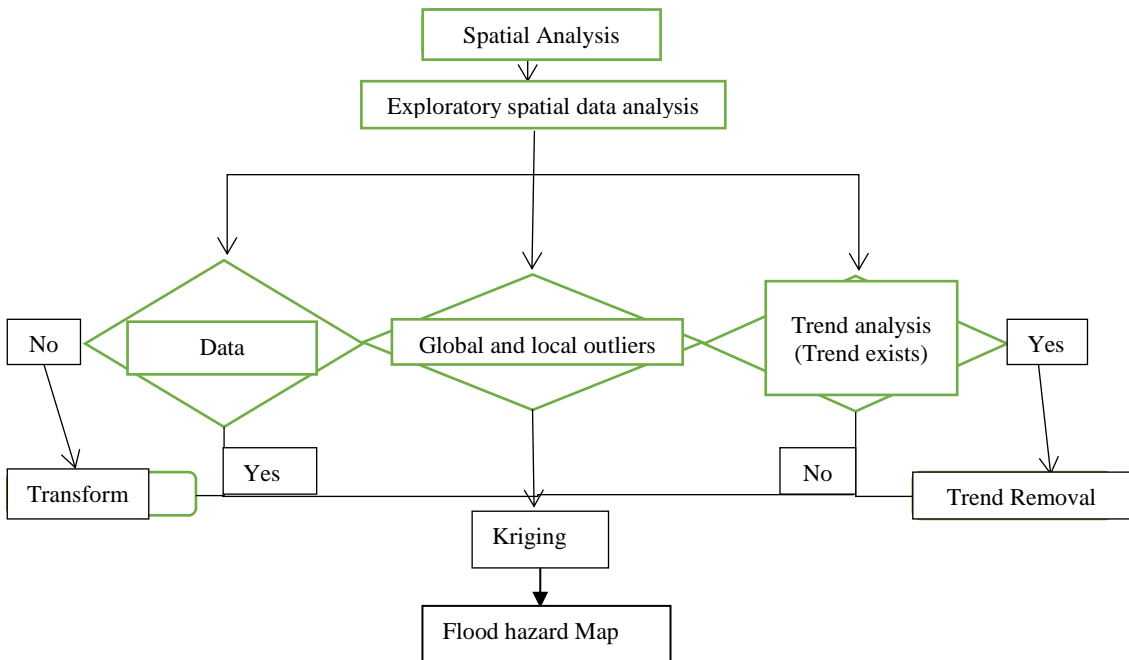 Spatial Analysis
Exploratory spatial data analysis
No
Data
Global and local outliers
Trend analysis
(Trend exists)
Yes
Transform
Yes
No
Trend Removal
Kriging
Flood hazard Map